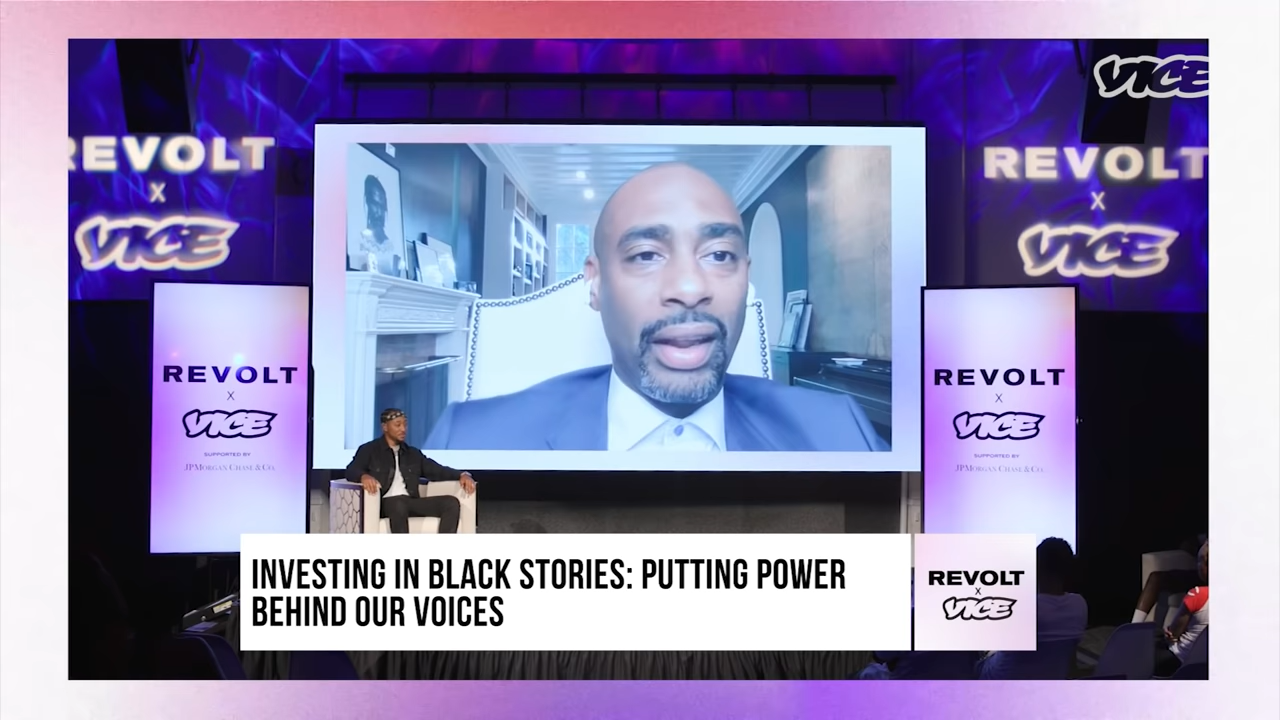 VICE
REVOLT
X
VICE
REVOLT
X
VICE
REVOLT
X
VICE
SUPPORTED BY
JPMORGAN CHASE & CO.
REVOLT
X
VICE
SUPPORTED BY
JPMORGAN CHASE & CO.
INVESTING IN BLACK STORIES: PUTTING POWER
BEHIND OUR VOICES
REVOLT
X
VICE